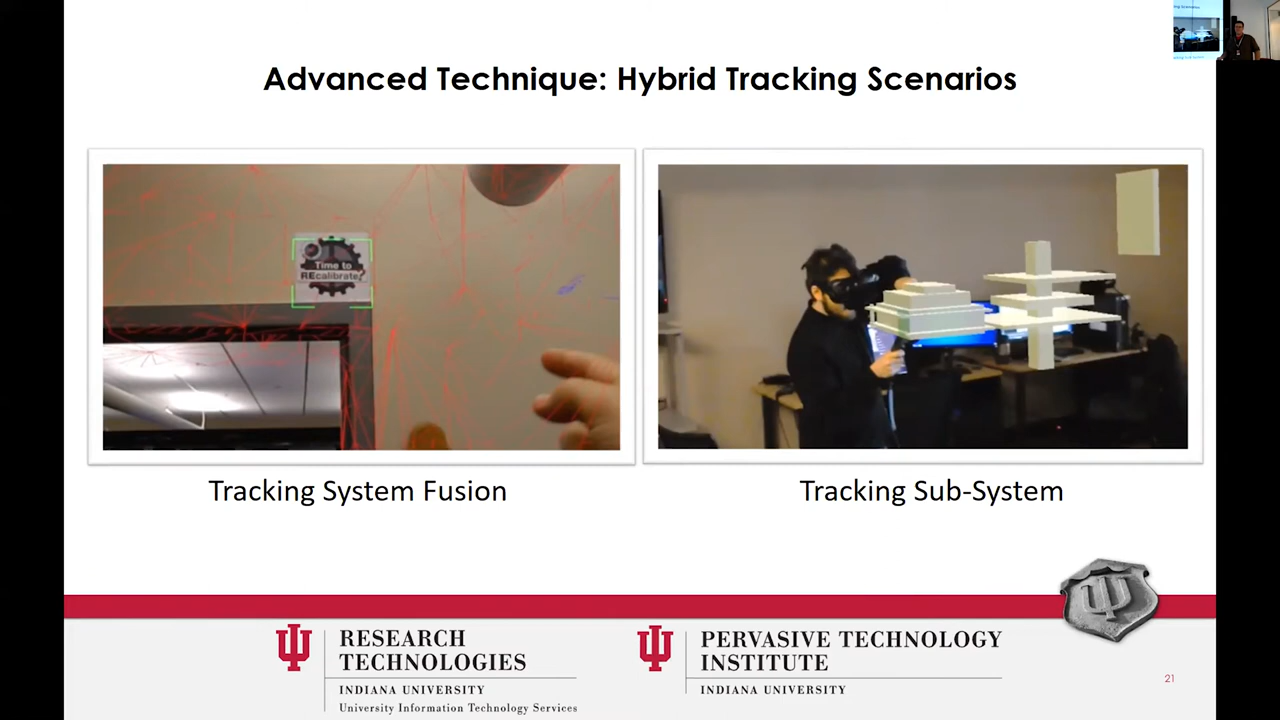 Advanced Technique: Hybrid Tracking Scenarios
Time to
REcalibrate?
Tracking System Fusion
Tracking Sub-System
RESEARCH
TECHNOLOGIES
INDIANA UNIVERSITY
University Information Technology Services
PERVASIVE TECHNOLOGY
INSTITUTE
INDIANA UNIVERSITY
21